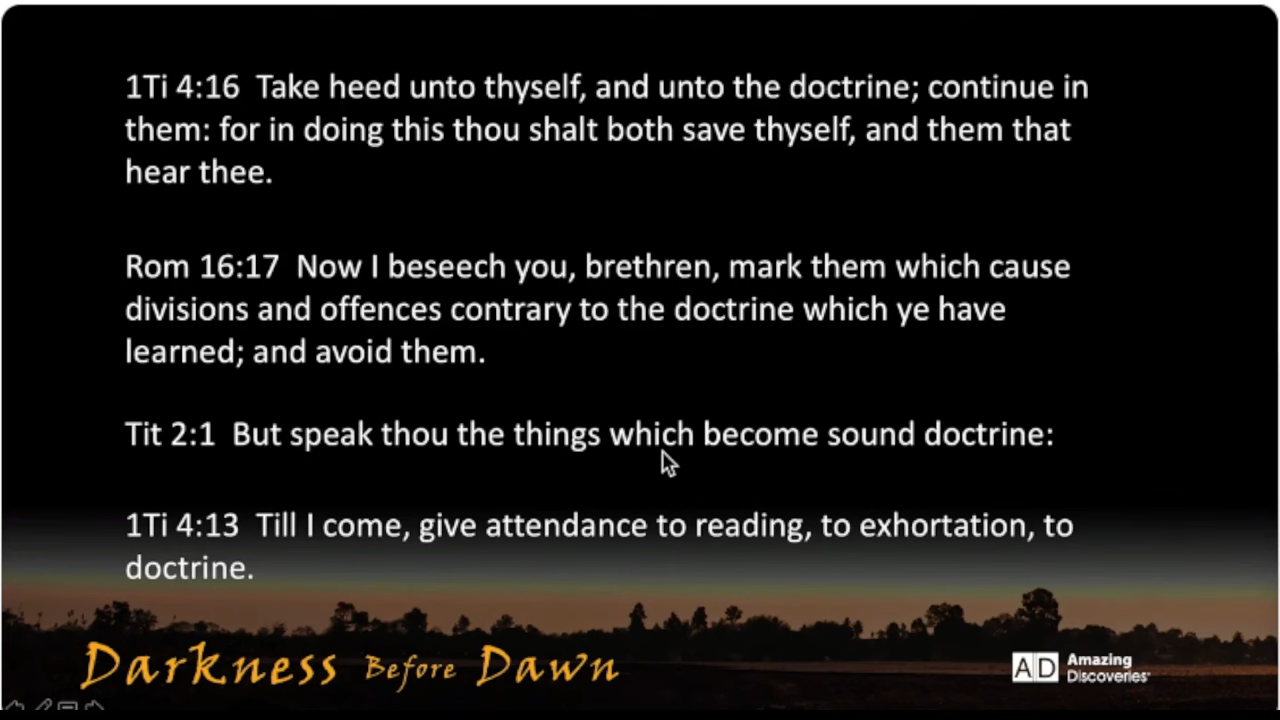 1Ti 4:16  Take heed unto thyself, and unto the doctrine; continue in
them: for in doing this thou shalt both save thyself, and them that
hear thee.
Rom 16:17  Now I beseech you, brethren, mark them which cause
divisions and offences contrary to the doctrine which ye have
learned; and avoid them.
Tit 2:1  But speak thou the things which become sound doctrine:
1Ti 4:13  Till I come, give attendance to reading, to exhortation, to
doctrine.
Darkness Before Dawn
AD Amazing
Discoveries